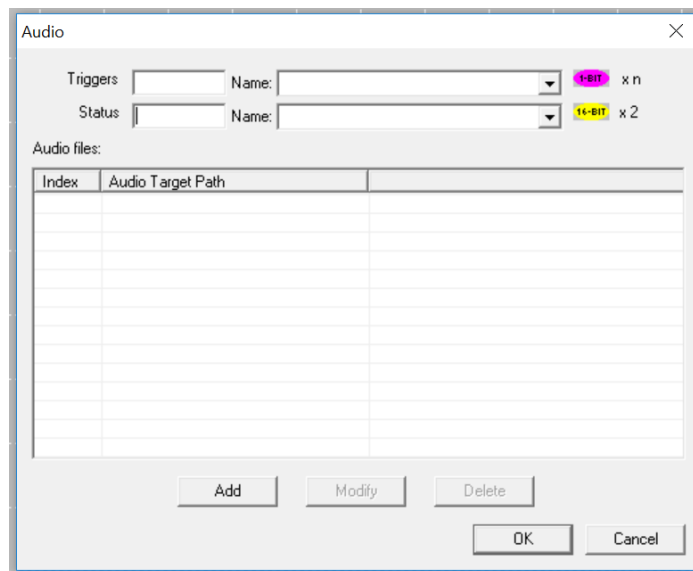 Audio
Triggers Name: 1-BIT x n
Status Name: 16-BIT x 2
Audio files:
Index Audio Target Path
Add Modify Delete
OK Cancel